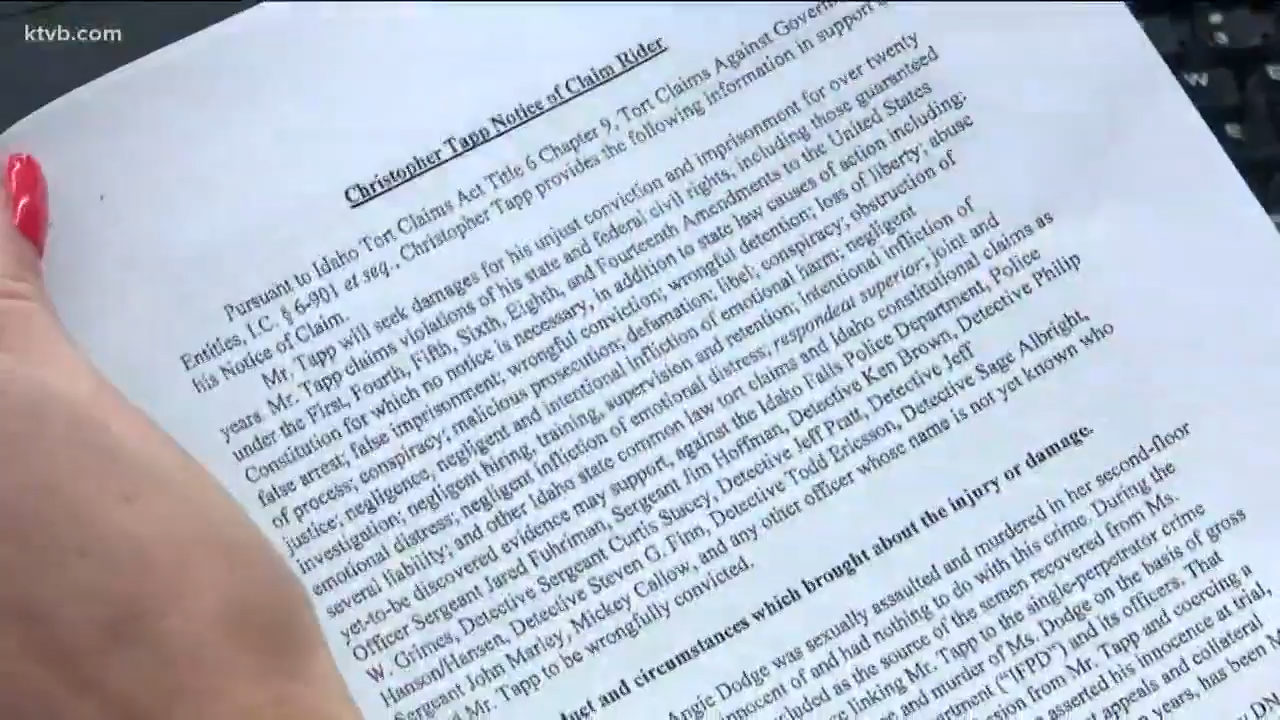 ktvb.com
Christopher Tapp Notice of Claim Rider
Pursuant to Idaho Tort Claims Act Title 6 Chapter 9, Tort Claims Against Governm
Entities, I.C. § 6-901 et seq., Christopher Tapp provides the following information in support
his Notice of Claim.
Mr. Tapp will seek damages for his unjust conviction and imprisonment for over twenty
years. Mr. Tapp claims violations of his state and federal civil rights, including those guaranteed
under the First, Fourth, Fifth, Sixth, Eighth, and Fourteenth Amendments to the United States
Constitution for which no notice is necessary, in addition to state law causes of action including:
false arrest; false imprisonment; wrongful conviction; wrongful detention; loss of liberty; abuse
of process; conspiracy; malicious prosecution; defamation; libel; conspiracy; obstruction of
justice; negligence, negligent and intentional infliction of emotional harm; negligent
investigation; negligent hiring, training, supervision and retention; intentional infliction of
emotional distress; negligent infliction of emotional distress; respondeat superior; joint and
several liability; and other Idaho state common law tort claims and Idaho constitutional claims as
yet-to-be discovered evidence may support, against the Idaho Falls Police Department, Police
Officer Sergeant Jared Fuhriman, Sergeant Jim Hoffman, Detective Ken Brown, Detective Philip
W. Grimes, Detective Sergeant Curtis Stacey, Detective Jeff Pratt, Detective Jeff
Hanson/Hansen, Detective Steven G. Finn, Detective Todd Ericsson, Detective Sage Albright,
Sergeant John Marley, Mickey Callow, and any other officer whose name is not yet known who
d Mr. Tapp to be wrongfully convicted.
duct and circumstances which brought about the injury or damage.
Angie Dodge was sexually assaulted and murdered in her second-floor
innocent of and had nothing to do with this crime. During the
cluded as the source of the semen recovered from Ms.
e linking Mr. Tapp to the single-perpetrator crime
e and murder of Ms. Dodge on the basis of gross
artment ("IFPD") and its officers. That
ession from Mr. Tapp and coercing a
asserted his innocence at trial,
appeals and collateral
years, has been M
DN
W